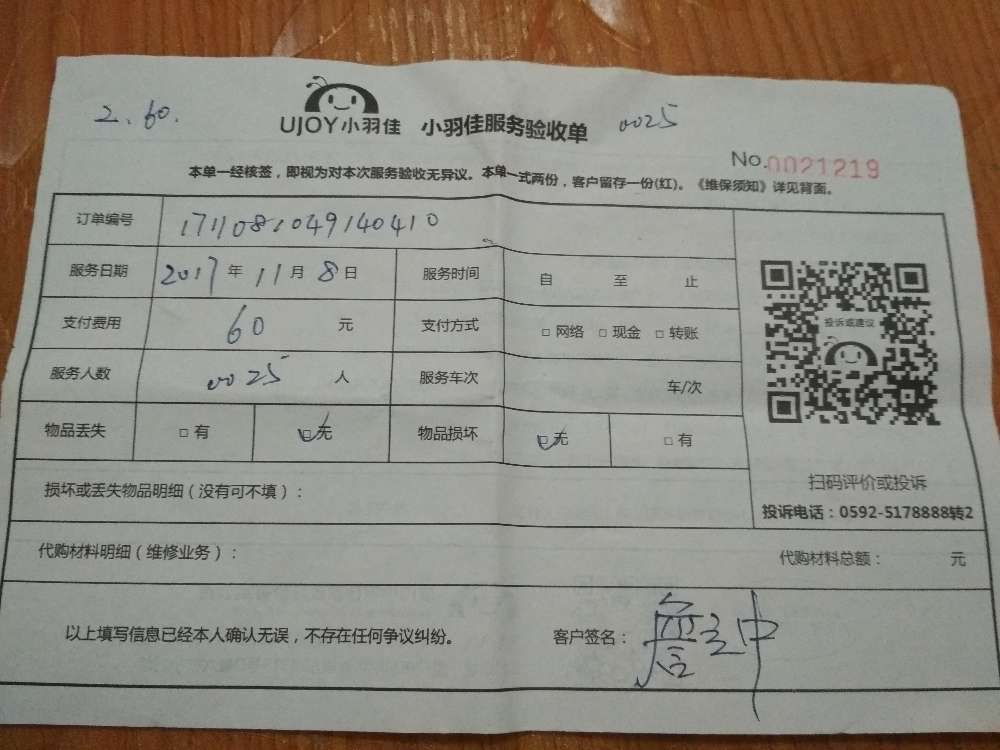 2.60.
UJOY小羽佳 小羽佳服务验收单 0025
No.0021219
本单一经核签，即视为对本次服务验收无异议。本单一式两份，客户留存一份(红)。《维保须知》详见背面。
订单编号 1711081049140410
服务日期 2017年11月8日 服务时间 自 至 止
支付费用 60 元 支付方式 □网络 □现金 □转账
服务人数 0025 人 服务车次 车/次
物品丢失 □有 ☑无 物品损坏 ☑无 □有
投诉或建议
扫码评价或投诉
投诉电话：0592-5178888转2
损坏或丢失物品明细（没有可不填）：
代购材料明细（维修业务）： 代购材料总额： 元
以上填写信息已经本人确认无误，不存在任何争议纠纷。 客户签名：